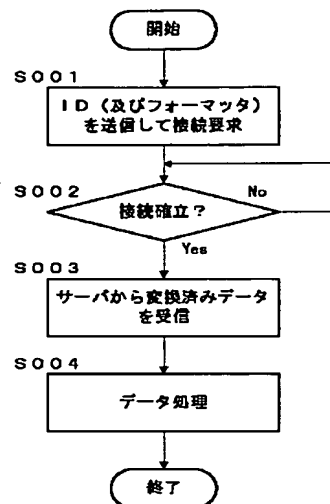 開始
S001
ID（及びフォーマッタ）
を送信して接続要求
S002
接続確立？
No
Yes
S003
サーバから変換済みデータ
を受信
S004
データ処理
終了